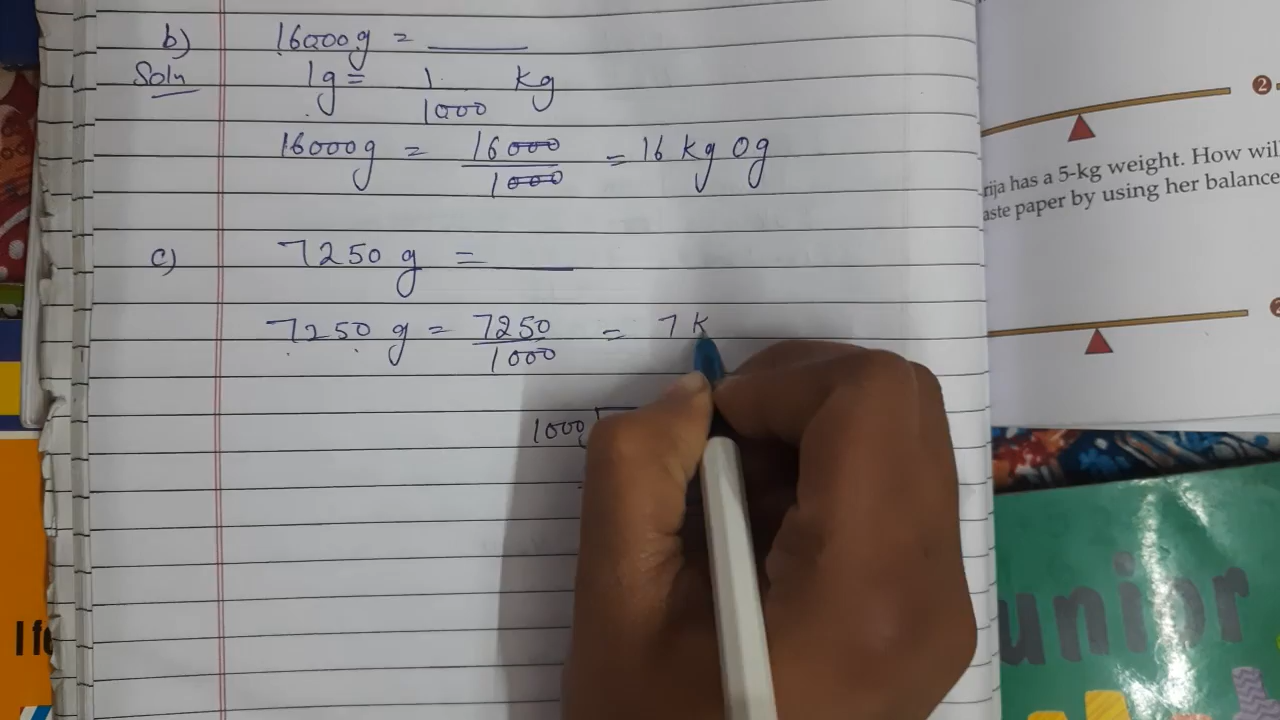 b) 16000g = ____
Soln 1g = 1/1000 kg
16000g = 16000/1000 = 16 kg 0g
c) 7250 g = ____
7250 g = 7250/1000 = 7 K
1000
2
rija has a 5-kg weight. How wil
aste paper by using her balance
unior
I f